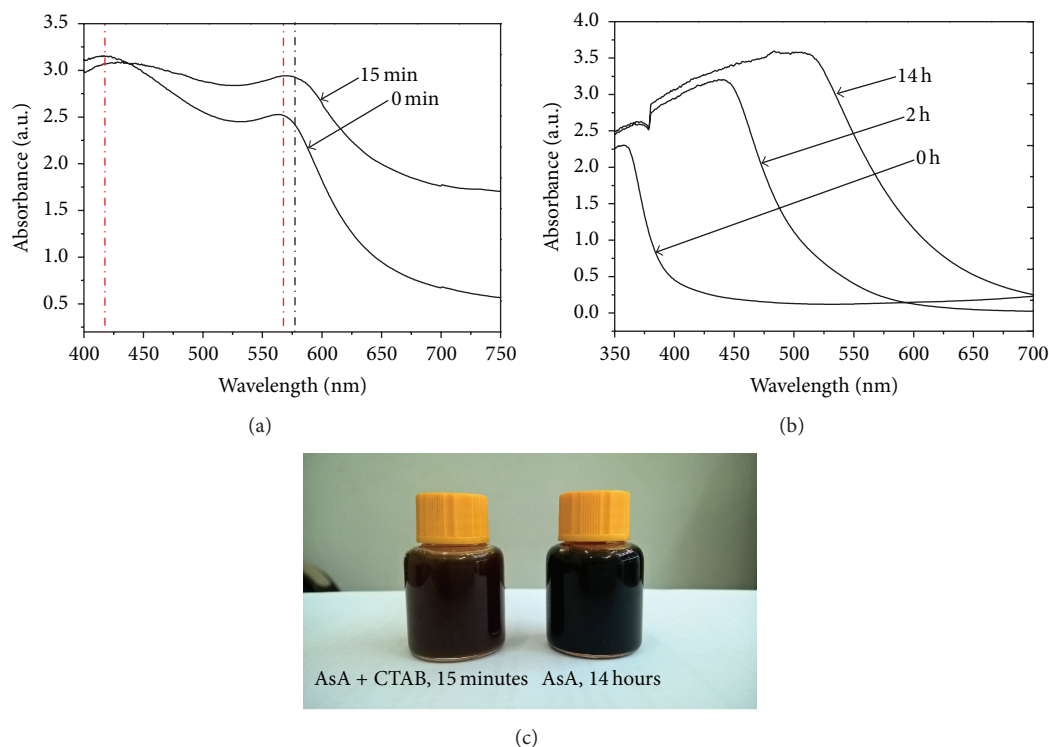 3.5
3.0
2.5
2.0
1.5
1.0
0.5
Absorbance (a.u.)
400 450 500 550 600 650 700 750
Wavelength (nm)
15 min
0 min
(a)
4.0
3.5
3.0
2.5
2.0
1.5
1.0
0.5
0.0
Absorbance (a.u.)
350 400 450 500 550 600 650 700
Wavelength (nm)
14 h
2 h
0 h
(b)
AsA + CTAB, 15 minutes AsA, 14 hours
(c)